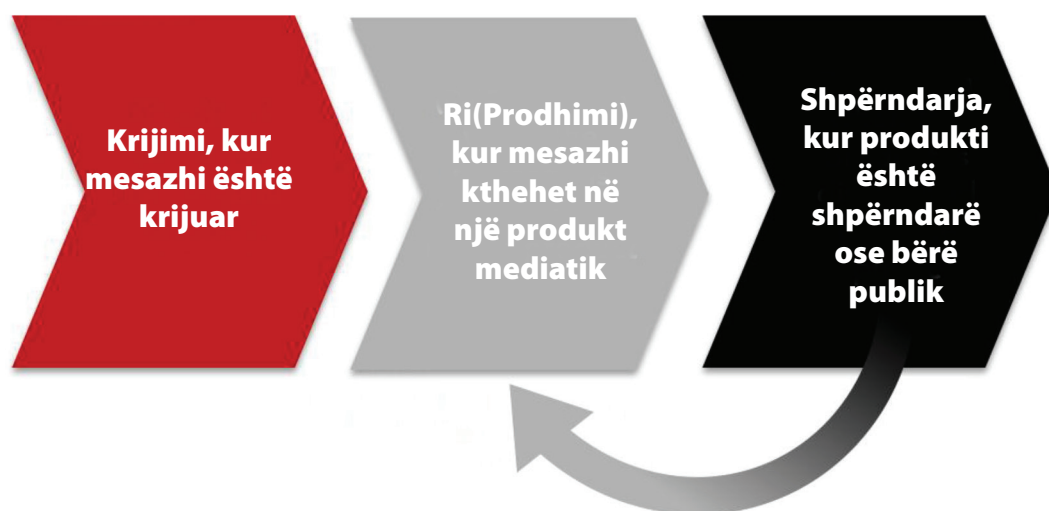 Krijimi, kur
mesazhi është
krijuar
Ri(Prodhimi),
kur mesazhi
kthehet në
një produkt
mediatik
Shpërndarja,
kur produkti
është
shpërndarë
ose bërë
publik